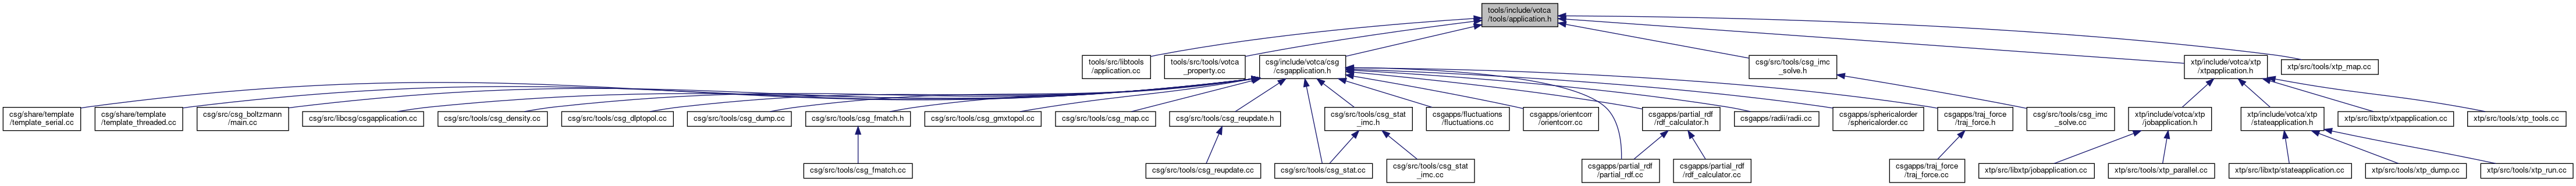 tools/include/votca
/tools/application.h
tools/src/libtools
/application.cc
tools/src/tools/votca
_property.cc
csg/include/votca/csg
/csgapplication.h
csg/src/tools/csg_imc
_solve.h
xtp/include/votca/xtp
/xtpapplication.h
xtp/src/tools/xtp_map.cc
csg/share/template
/template_serial.cc
csg/share/template
/template_threaded.cc
csg/src/csg_boltzmann
/main.cc
csg/src/libcsg/csgapplication.cc
csg/src/tools/csg_density.cc
csg/src/tools/csg_dlptopol.cc
csg/src/tools/csg_dump.cc
csg/src/tools/csg_fmatch.h
csg/src/tools/csg_gmxtopol.cc
csg/src/tools/csg_map.cc
csg/src/tools/csg_reupdate.h
csg/src/tools/csg_stat
_imc.h
csgapps/fluctuations
/fluctuations.cc
csgapps/orientcorr
/orientcorr.cc
csgapps/partial_rdf
/rdf_calculator.h
csgapps/radii/radii.cc
csgapps/sphericalorder
/sphericalorder.cc
csgapps/traj_force
/traj_force.h
csg/src/tools/csg_imc
_solve.cc
xtp/include/votca/xtp
/jobapplication.h
xtp/include/votca/xtp
/stateapplication.h
xtp/src/libxtp/xtpapplication.cc
xtp/src/tools/xtp_tools.cc
csg/src/tools/csg_fmatch.cc
csg/src/tools/csg_reupdate.cc
csg/src/tools/csg_stat.cc
csg/src/tools/csg_stat
_imc.cc
csgapps/partial_rdf
/partial_rdf.cc
csgapps/partial_rdf
/rdf_calculator.cc
csgapps/traj_force
/traj_force.cc
xtp/src/libxtp/jobapplication.cc
xtp/src/tools/xtp_parallel.cc
xtp/src/libxtp/stateapplication.cc
xtp/src/tools/xtp_dump.cc
xtp/src/tools/xtp_run.cc